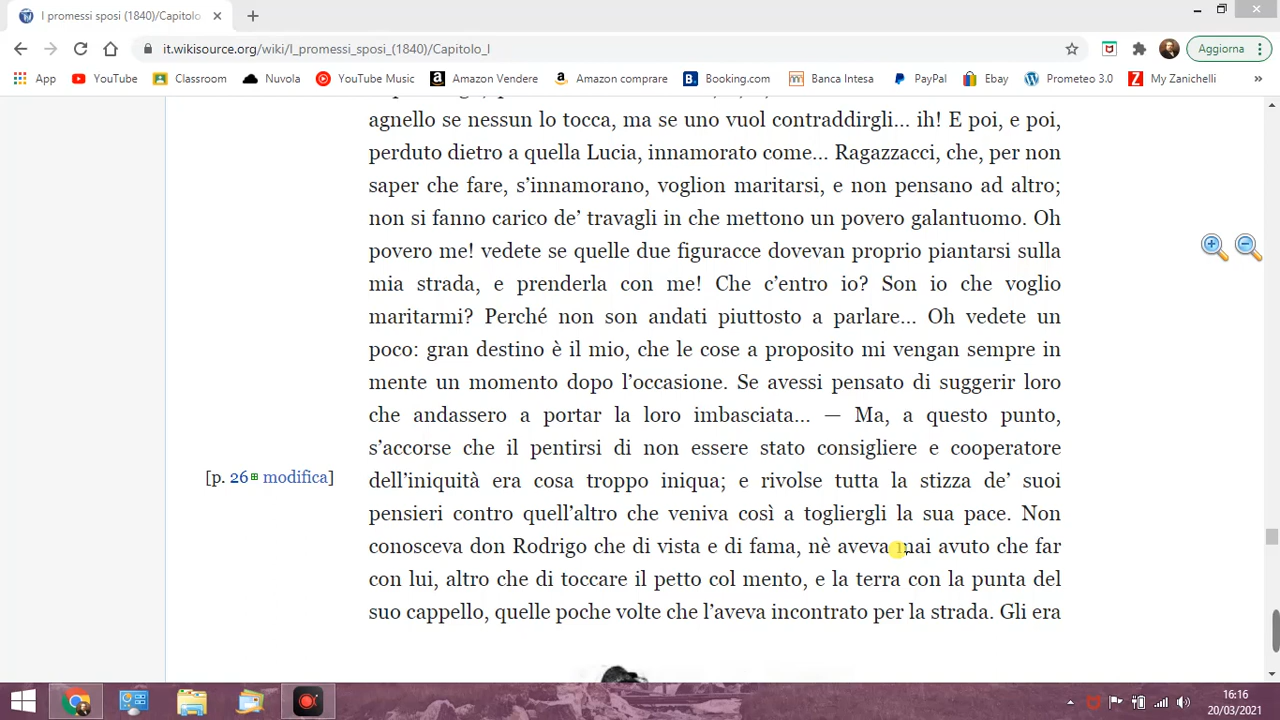 I promessi sposi (1840)/Capitolo
it.wikisource.org/wiki/I_promessi_sposi_(1840)/Capitolo_I
Aggiorna
App YouTube Classroom Nuvola YouTube Music Amazon Vendere Amazon comprare Booking.com Banca Intesa PayPal Ebay Prometeo 3.0 My Zanichelli »
agnello se nessun lo tocca, ma se uno vuol contraddirgli... ih! E poi, e poi,
perduto dietro a quella Lucia, innamorato come... Ragazzacci, che, per non
saper che fare, s’innamorano, voglion maritarsi, e non pensano ad altro;
non si fanno carico de’ travagli in che mettono un povero galantuomo. Oh
povero me! vedete se quelle due figuracce dovevan proprio piantarsi sulla
mia strada, e prenderla con me! Che c’entro io? Son io che voglio
maritarmi? Perché non son andati piuttosto a parlare... Oh vedete un
poco: gran destino è il mio, che le cose a proposito mi vengan sempre in
mente un momento dopo l’occasione. Se avessi pensato di suggerir loro
che andassero a portar la loro imbasciata... — Ma, a questo punto,
s’accorse che il pentirsi di non essere stato consigliere e cooperatore
[p. 26 modifica]
dell’iniquità era cosa troppo iniqua; e rivolse tutta la stizza de’ suoi
pensieri contro quell’altro che veniva così a togliergli la sua pace. Non
conosceva don Rodrigo che di vista e di fama, nè aveva mai avuto che far
con lui, altro che di toccare il petto col mento, e la terra con la punta del
suo cappello, quelle poche volte che l’aveva incontrato per la strada. Gli era
16:16
20/03/2021